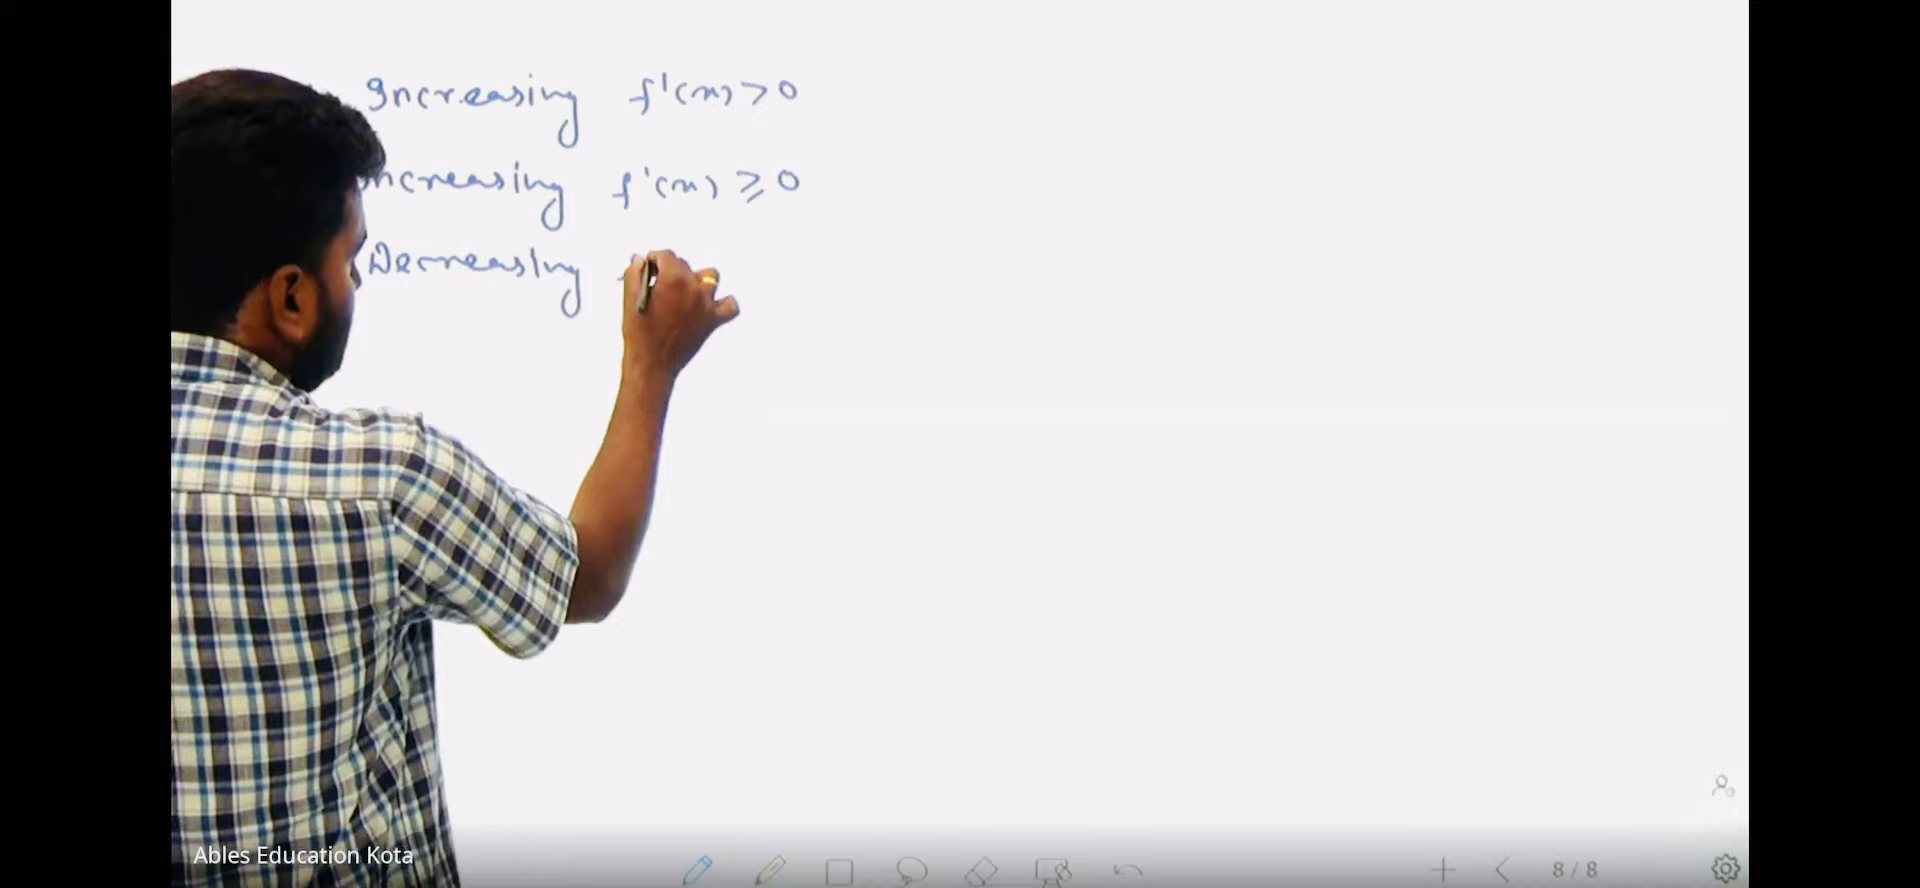 Increasing f'(x) > 0
ncreasing f'(x) ≥ 0
Decreasing
Ables Education Kota
8 / 8